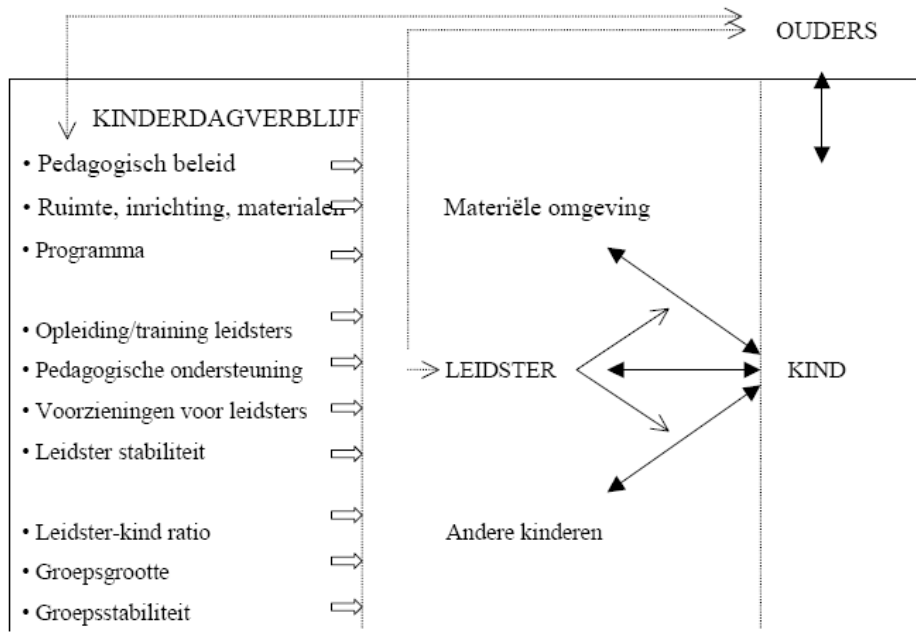 OUDERS
KINDERDAGVERBLIJF
• Pedagogisch beleid
• Ruimte, inrichting, materialen
• Programma
• Opleiding/training leidsters
• Pedagogische ondersteuning
• Voorzieningen voor leidsters
• Leidster stabiliteit
• Leidster-kind ratio
• Groepsgrootte
• Groepsstabiliteit
Materiële omgeving
LEIDSTER
Andere kinderen
KIND